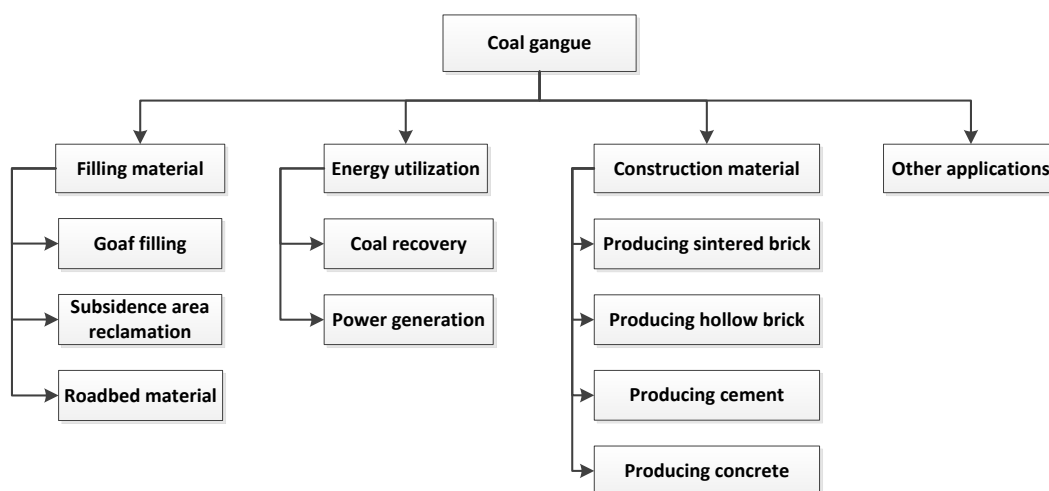 Coal gangue
Filling material
Energy utilization
Construction material
Other applications
Goaf filling
Coal recovery
Producing sintered brick
Subsidence area
reclamation
Power generation
Producing hollow brick
Roadbed material
Producing cement
Producing concrete